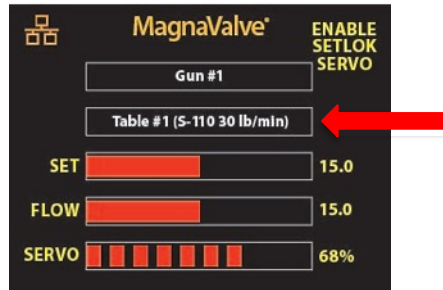 MagnaValve®
ENABLE
SETLOK
SERVO
Gun #1
Table #1 (S-110 30 lb/min)
SET 15.0
FLOW 15.0
SERVO 68%